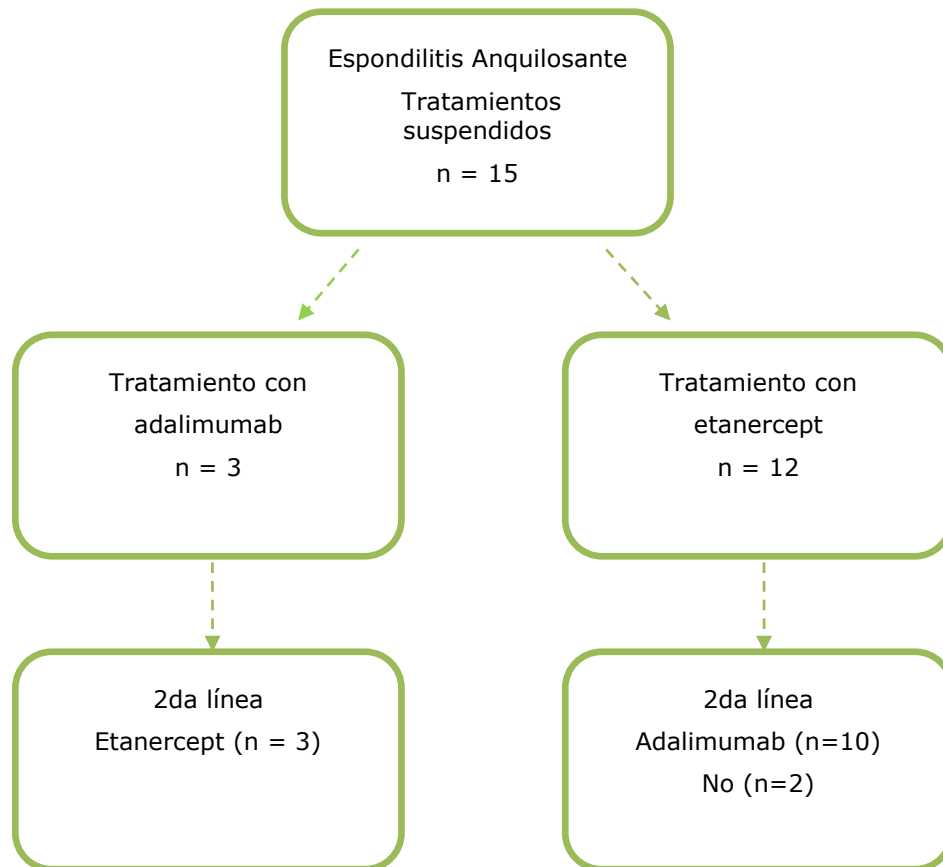 Espondilitis Anquilosante
Tratamientos
suspendidos
n = 15
Tratamiento con
adalimumab
n = 3
Tratamiento con
etanercept
n = 12
2da línea
Etanercept (n = 3)
2da línea
Adalimumab (n=10)
No (n=2)